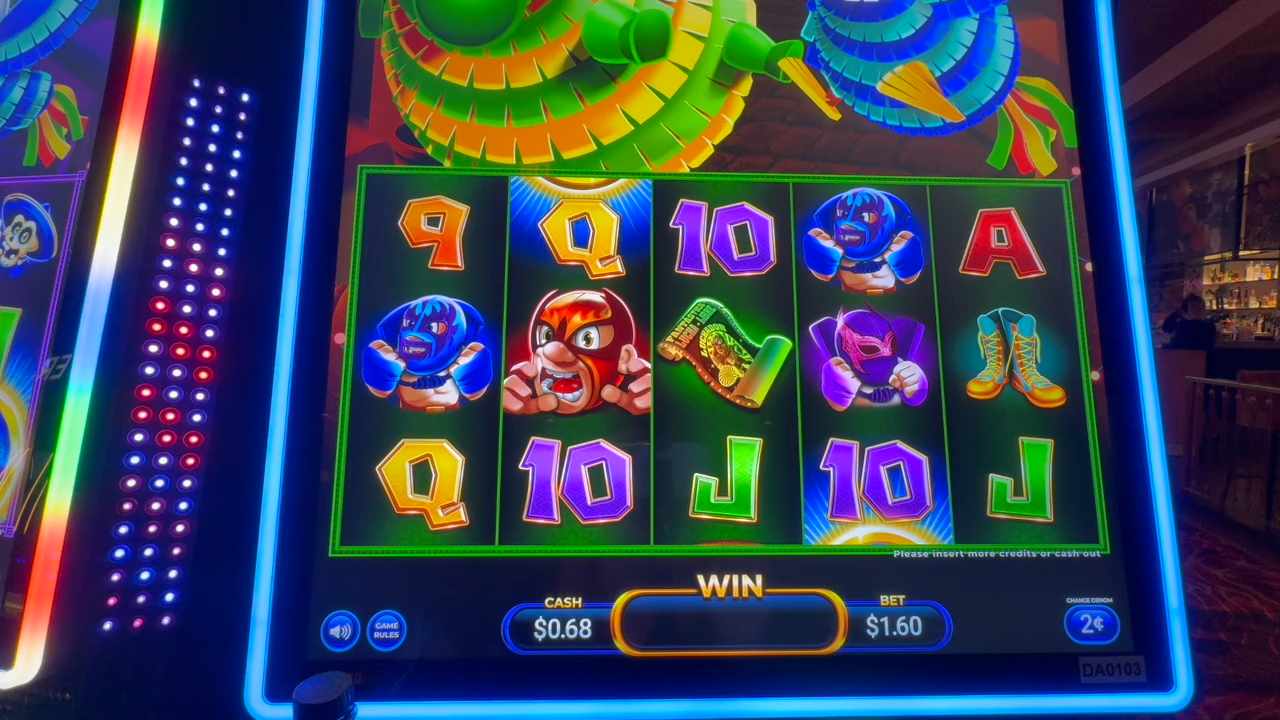 9 Q 10 A
J
Q 10 J 10 J
Please insert more credits or cash out
WIN
CASH
$0.68
BET
$1.60
CHANGE DENOM
2¢
GAME
RULES
DA0103